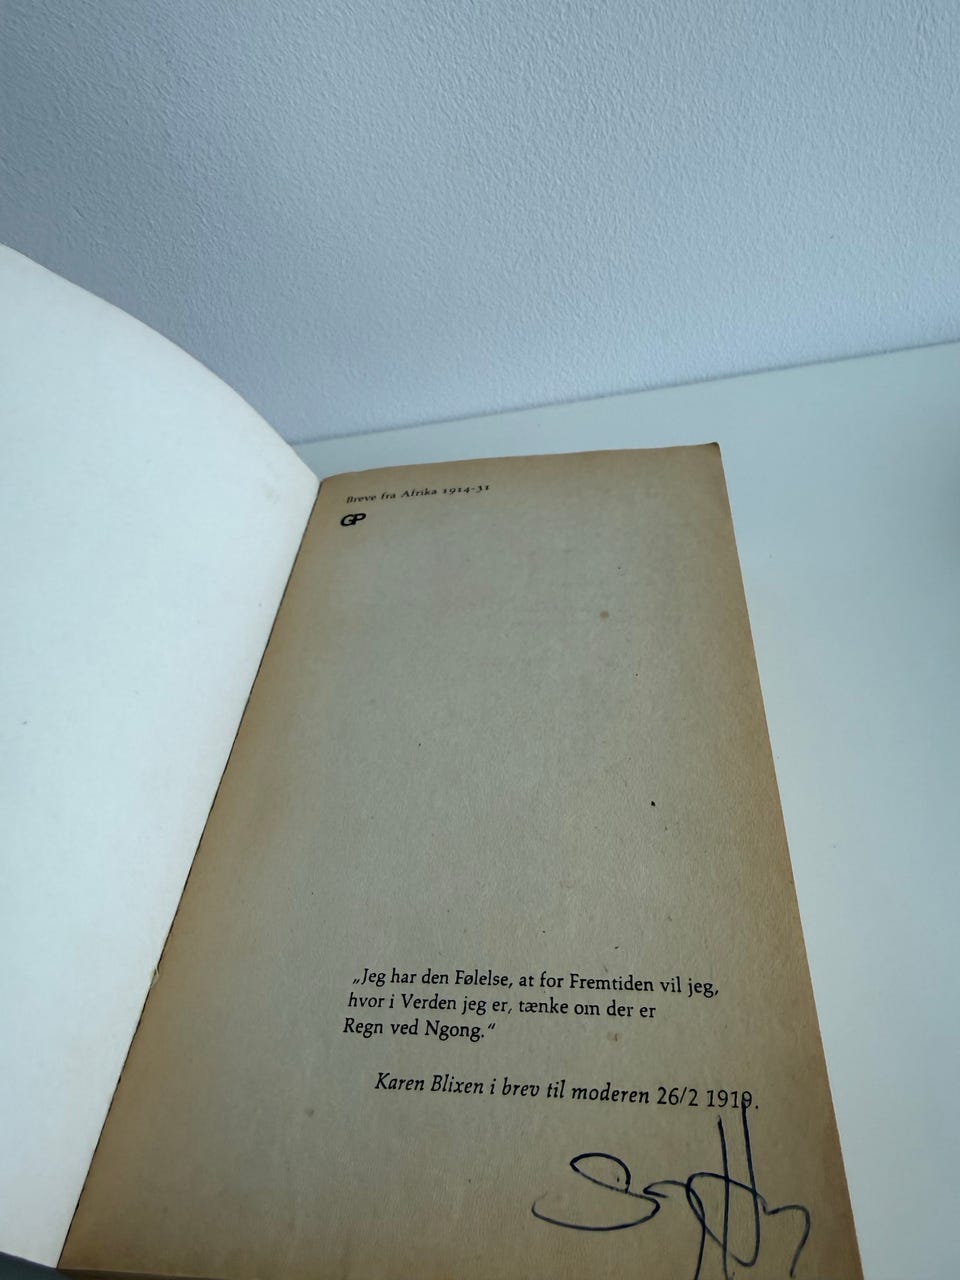 Breve fra Afrika 1914-31
GP
„Jeg har den Følelse, at for Fremtiden vil jeg,
hvor i Verden jeg er, tænke om der er
Regn ved Ngong.“
Karen Blixen i brev til moderen 26/2 1919.